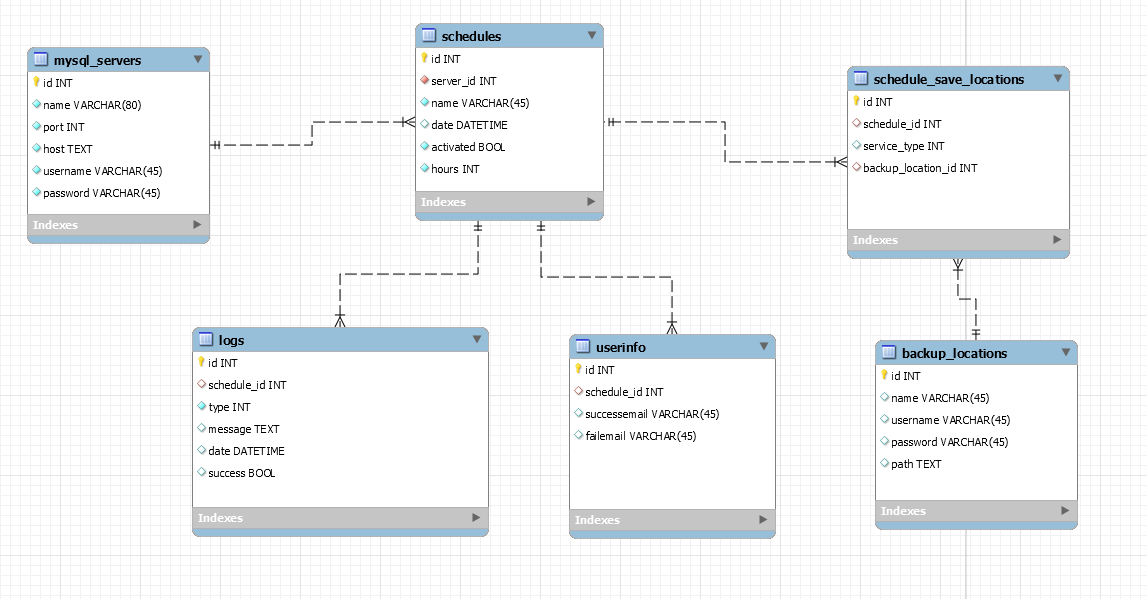 mysql_servers
id INT
name VARCHAR(80)
port INT
host TEXT
username VARCHAR(45)
password VARCHAR(45)
Indexes
schedules
id INT
server_id INT
name VARCHAR(45)
date DATETIME
activated BOOL
hours INT
Indexes
schedule_save_locations
id INT
schedule_id INT
service_type INT
backup_location_id INT
Indexes
logs
id INT
schedule_id INT
type INT
message TEXT
date DATETIME
success BOOL
Indexes
userinfo
id INT
schedule_id INT
successemail VARCHAR(45)
failemail VARCHAR(45)
Indexes
backup_locations
id INT
name VARCHAR(45)
username VARCHAR(45)
password VARCHAR(45)
path TEXT
Indexes